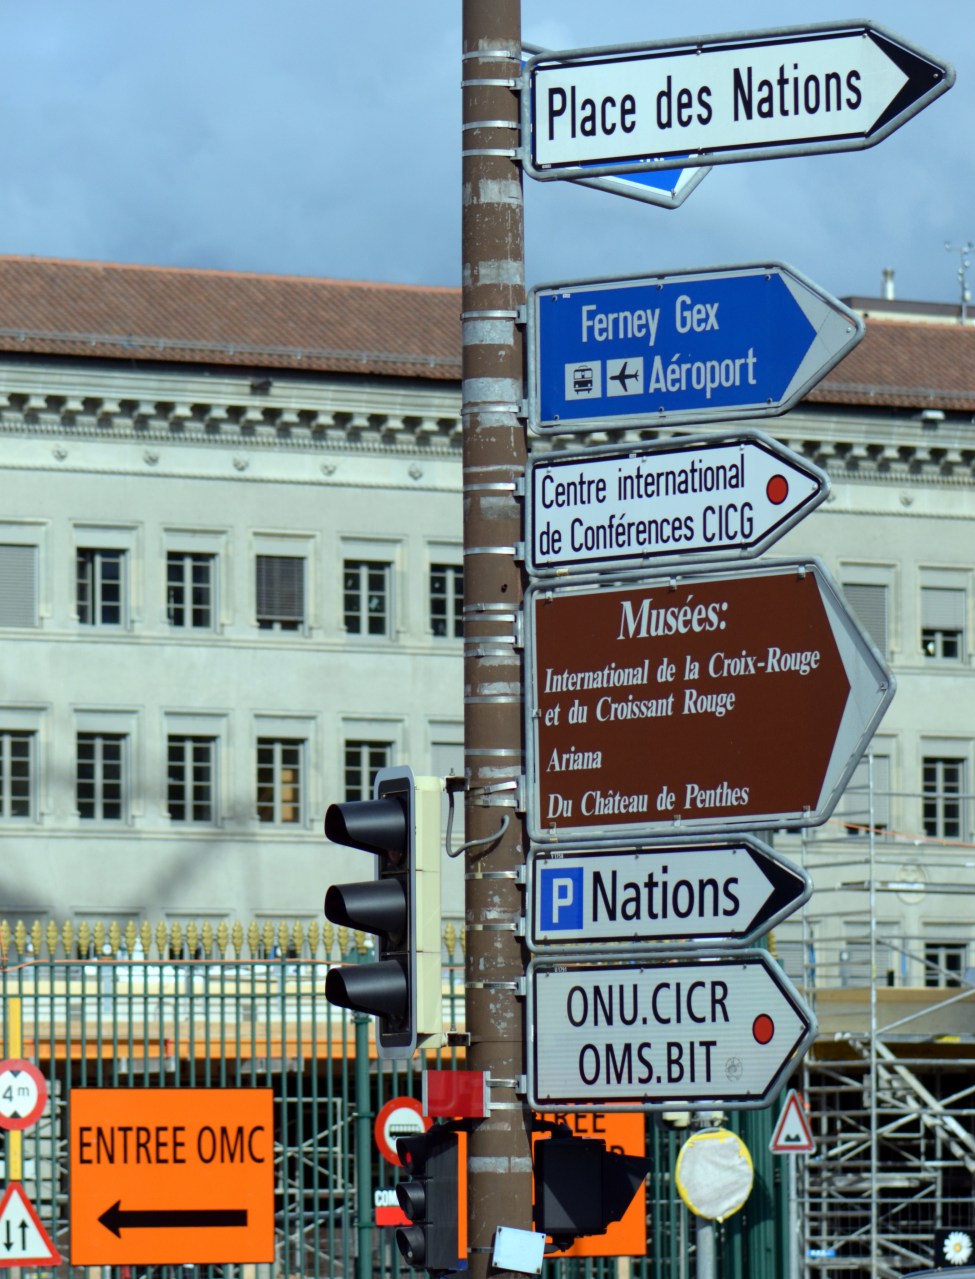 Place des Nations
Ferney Gex
Aéroport
Centre international
de Conférences CICG
Musées:
International de la Croix-Rouge
et du Croissant Rouge
Ariana
Du Château de Penthes
P Nations
ONU.CICR
OMS.BIT
4m
ENTREE OMC